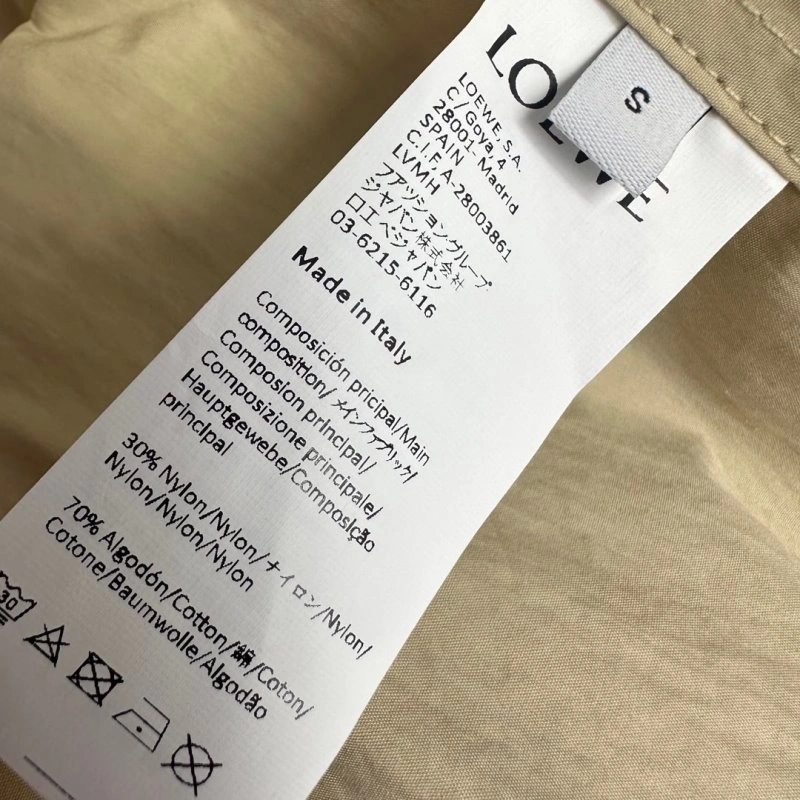 LOEWE
S
LOEWE, S.A.
C / Goya, 4
28001- Madrid
SPAIN
C.I.F.A-28003861
LVMH
ファッショングループ
ジャパン株式会社
ロエベジャパン
03-6215-6116
Made in Italy
Composición pricipal/Main
composition/メインファブリック/
Composion principal/
Composizione principale/
Hauptgewebe/Composição
principal
30% Nylon/Nylon/ナイロン/Nylon/
Nylon/Nylon/Nylon
70% Algodón/Cotton/綿/Coton/
Cotone/Baumwolle/Algodão
30